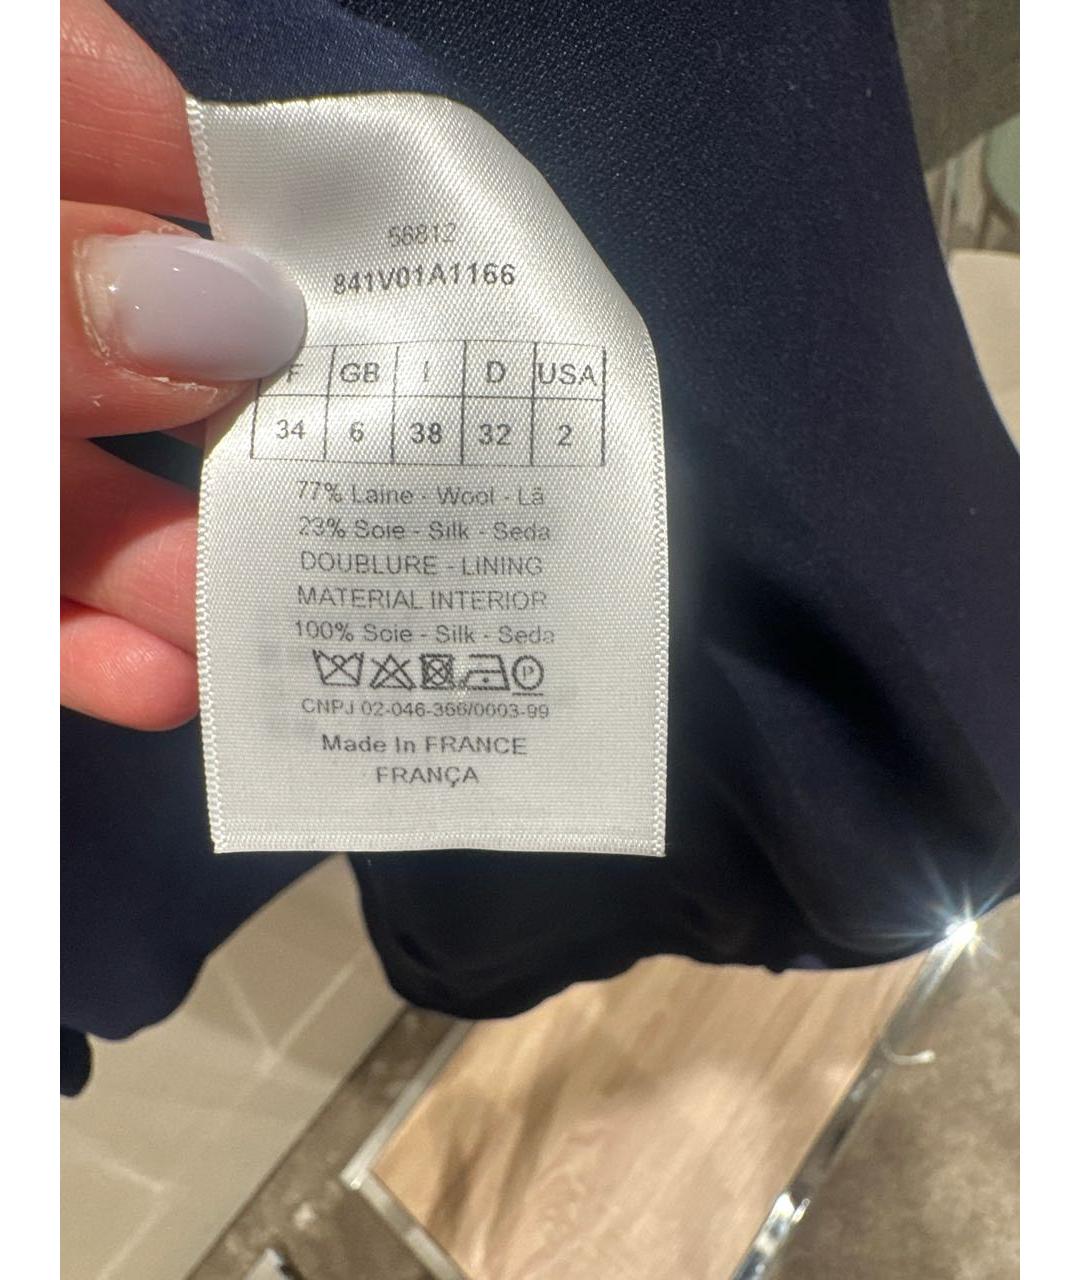 56812
841V01A1166
F GB I D USA
34 6 38 32 2
77% Laine - Wool - Lã
23% Soie - Silk - Seda
DOUBLURE - LINING
MATERIAL INTERIOR
100% Soie - Silk - Seda
P
CNPJ 02-046-366/0003-99
Made In FRANCE
FRANÇA